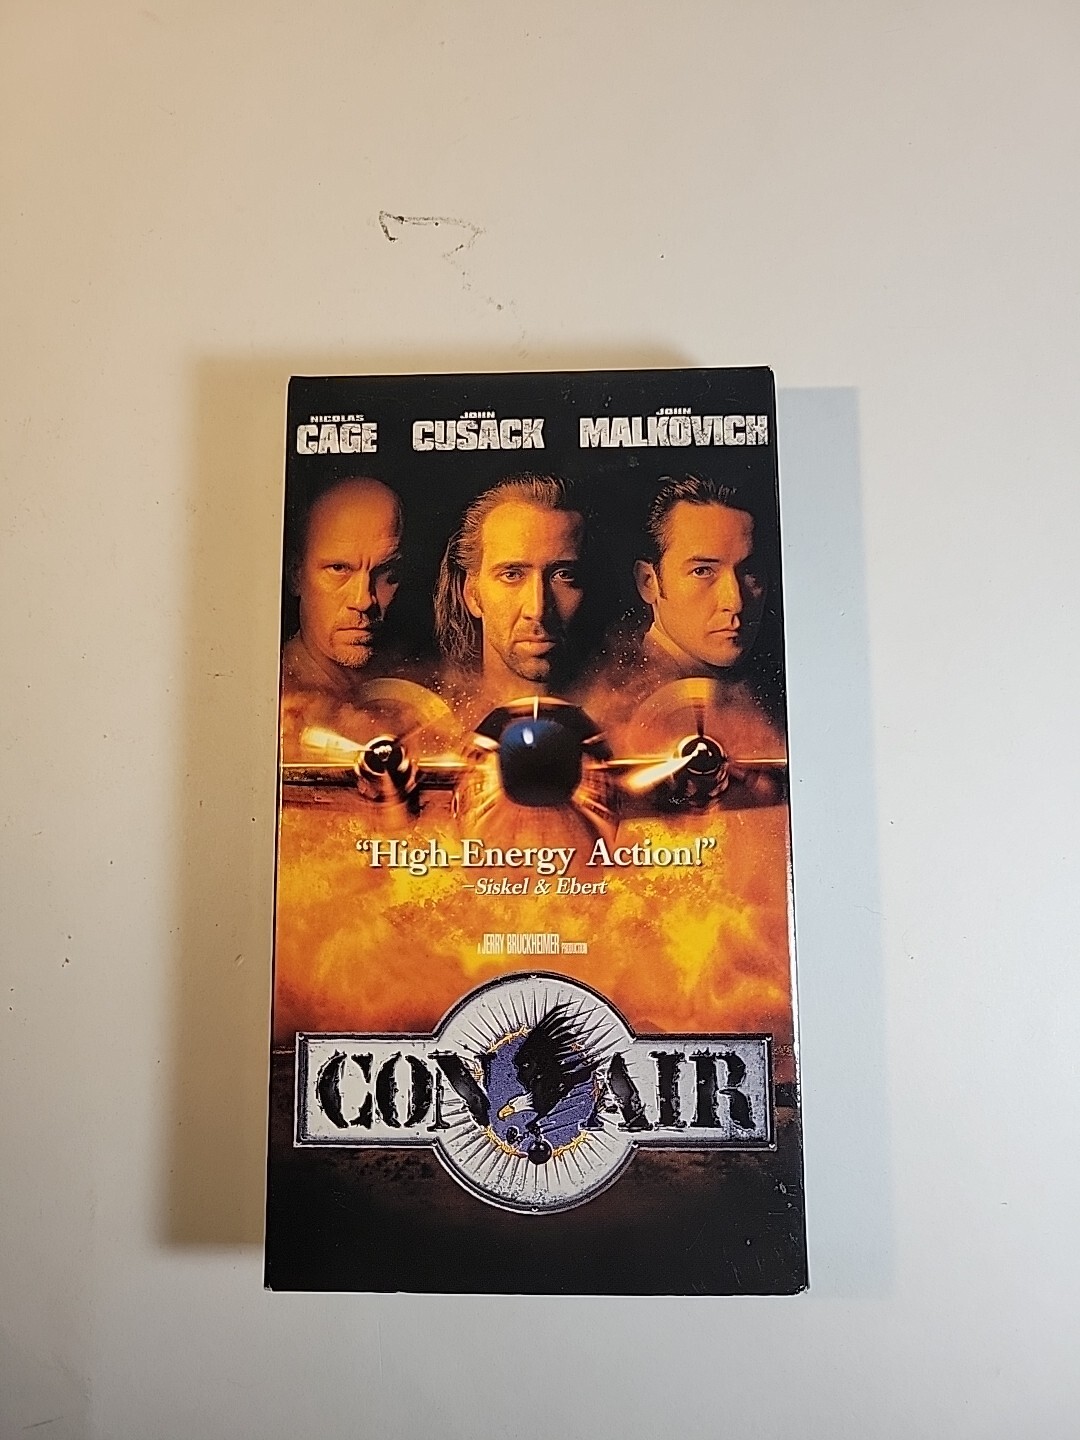 NICOLAS JOHN JOHN
CAGE CUSACK MALKOVICH
“High-Energy Action!”
–Siskel & Ebert
A JERRY BRUCKHEIMER PRODUCTION
CON AIR